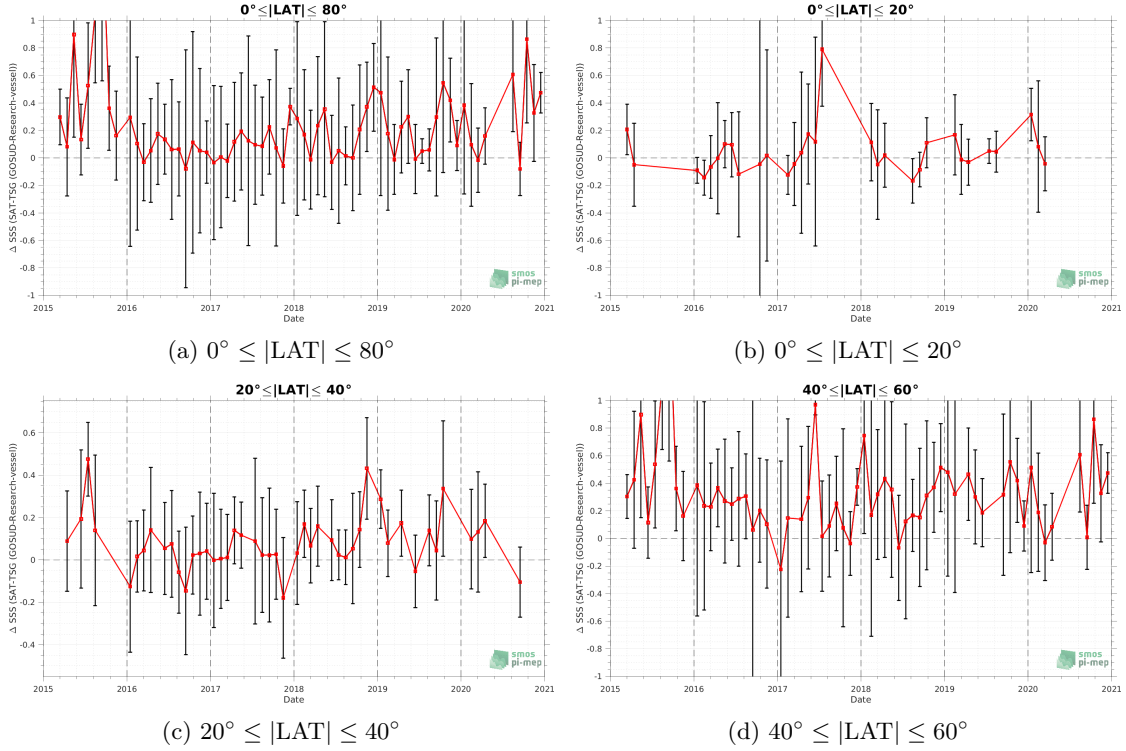 0°≤|LAT|≤ 80°
Δ SSS (SAT-TSG (GOSUD-Research-vessel))
1
0.8
0.6
0.4
0.2
0
-0.2
-0.4
-0.6
-0.8
-1
2015 2016 2017 2018 2019 2020 2021
Date
smos
pi-mep
(a) 0° ≤ |LAT| ≤ 80°
0°≤|LAT|≤ 20°
Δ SSS (SAT-TSG (GOSUD-Research-vessel))
1
0.8
0.6
0.4
0.2
0
-0.2
-0.4
-0.6
-0.8
-1
2015 2016 2017 2018 2019 2020 2021
Date
smos
pi-mep
(b) 0° ≤ |LAT| ≤ 20°
20°≤|LAT|≤ 40°
Δ SSS (SAT-TSG (GOSUD-Research-vessel))
0.6
0.4
0.2
0
-0.2
-0.4
2015 2016 2017 2018 2019 2020 2021
Date
smos
pi-mep
(c) 20° ≤ |LAT| ≤ 40°
40°≤|LAT|≤ 60°
Δ SSS (SAT-TSG (GOSUD-Research-vessel))
1
0.8
0.6
0.4
0.2
0
-0.2
-0.4
-0.6
-0.8
-1
2015 2016 2017 2018 2019 2020 2021
Date
smos
pi-mep
(d) 40° ≤ |LAT| ≤ 60°